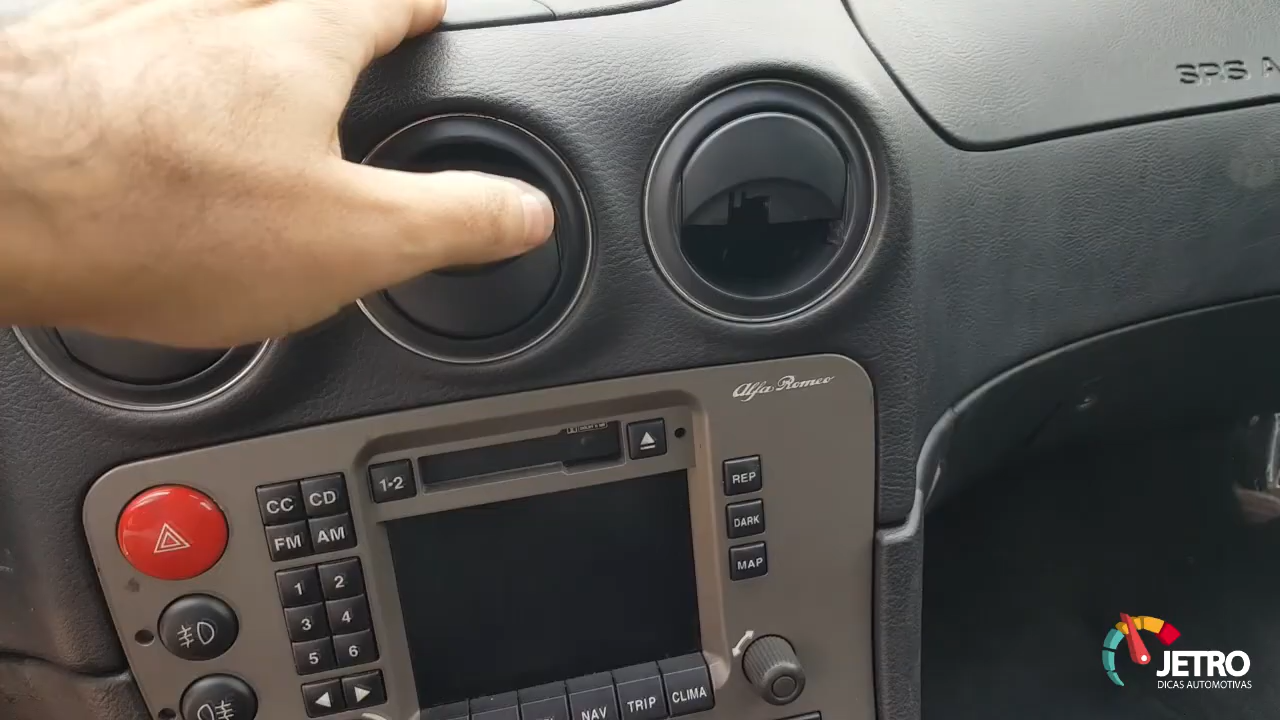 SRS A
Alfa Romeo
1•2
REP
CC CD
DARK
FM AM
MAP
1 2
3 4
5 6
NAV TRIP CLIMA
JETRO
DICAS AUTOMOTIVAS